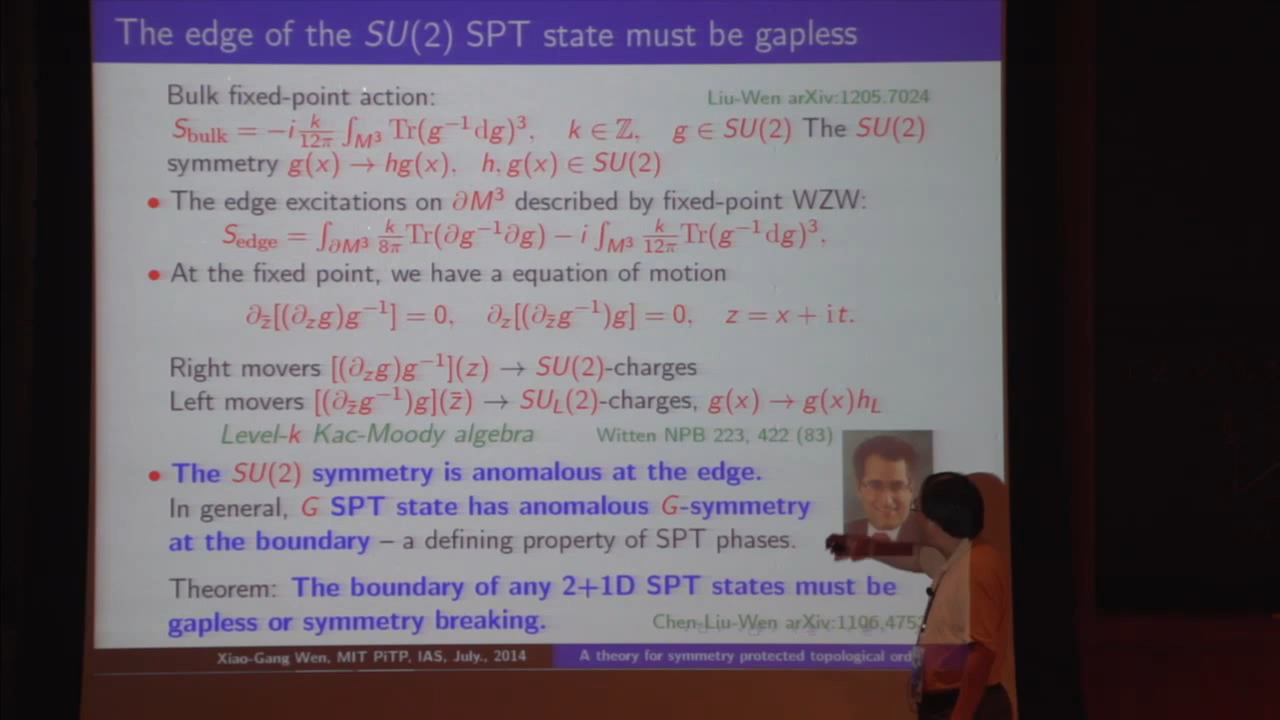 The edge of the SU(2) SPT state must be gapless
Bulk fixed-point action: Liu-Wen arXiv:1205.7024
S_bulk = −i k/12π ∫_{M³} Tr(g⁻¹dg)³, k ∈ ℤ, g ∈ SU(2) The SU(2)
symmetry g(x) → hg(x), h, g(x) ∈ SU(2)
• The edge excitations on ∂M³ described by fixed-point WZW:
S_edge = ∫_{∂M³} k/8π Tr(∂g⁻¹∂g) − i ∫_{M³} k/12π Tr(g⁻¹dg)³,
• At the fixed point, we have a equation of motion
∂_z̄[(∂_z g)g⁻¹] = 0, ∂_z[(∂_z̄ g⁻¹)g] = 0, z = x + it.
Right movers [(∂_z g)g⁻¹](z) → SU(2)-charges
Left movers [(∂_z̄ g⁻¹)g](z̄) → SU_L(2)-charges, g(x) → g(x)h_L
Level-k Kac-Moody algebra Witten NPB 223, 422 (83)
• The SU(2) symmetry is anomalous at the edge.
In general, G SPT state has anomalous G-symmetry
at the boundary – a defining property of SPT phases.
Theorem: The boundary of any 2+1D SPT states must be
gapless or symmetry breaking. Chen-Liu-Wen arXiv:1106.475
Xiao-Gang Wen, MIT PiTP, IAS, July., 2014 A theory for symmetry protected topological ord